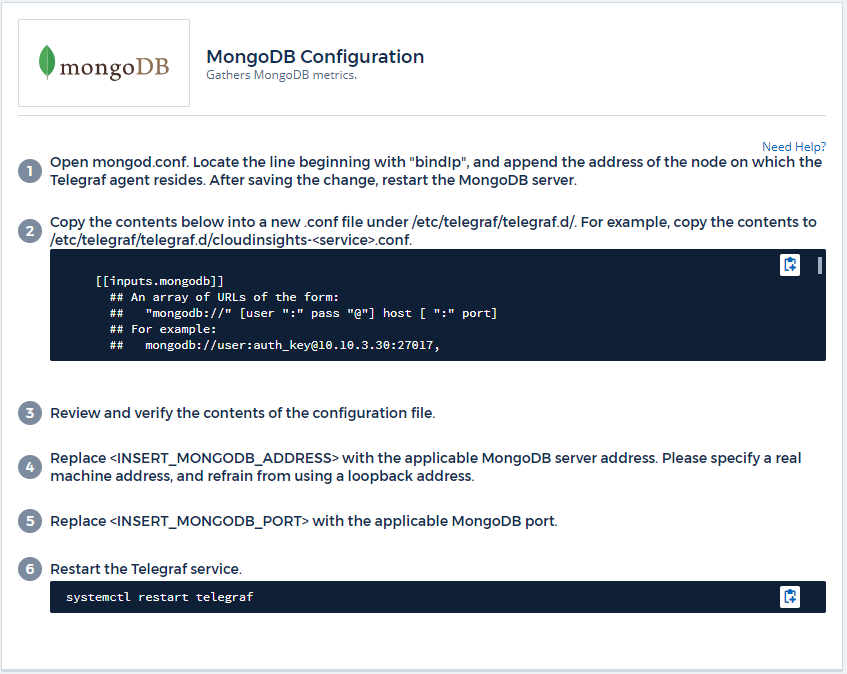 mongoDB
MongoDB Configuration
Gathers MongoDB metrics.
Need Help?
1
Open mongod.conf. Locate the line beginning with "bindIp", and append the address of the node on which the
Telegraf agent resides. After saving the change, restart the MongoDB server.
2
Copy the contents below into a new .conf file under /etc/telegraf/telegraf.d/. For example, copy the contents to
/etc/telegraf/telegraf.d/cloudinsights-<service>.conf.
[[inputs.mongodb]]
## An array of URLs of the form:
##   "mongodb://" [user ":" pass "@"] host [ ":" port]
## For example:
##   mongodb://user:auth_key@10.10.3.30:27017,
3
Review and verify the contents of the configuration file.
4
Replace <INSERT_MONGODB_ADDRESS> with the applicable MongoDB server address. Please specify a real
machine address, and refrain from using a loopback address.
5
Replace <INSERT_MONGODB_PORT> with the applicable MongoDB port.
6
Restart the Telegraf service.
systemctl restart telegraf